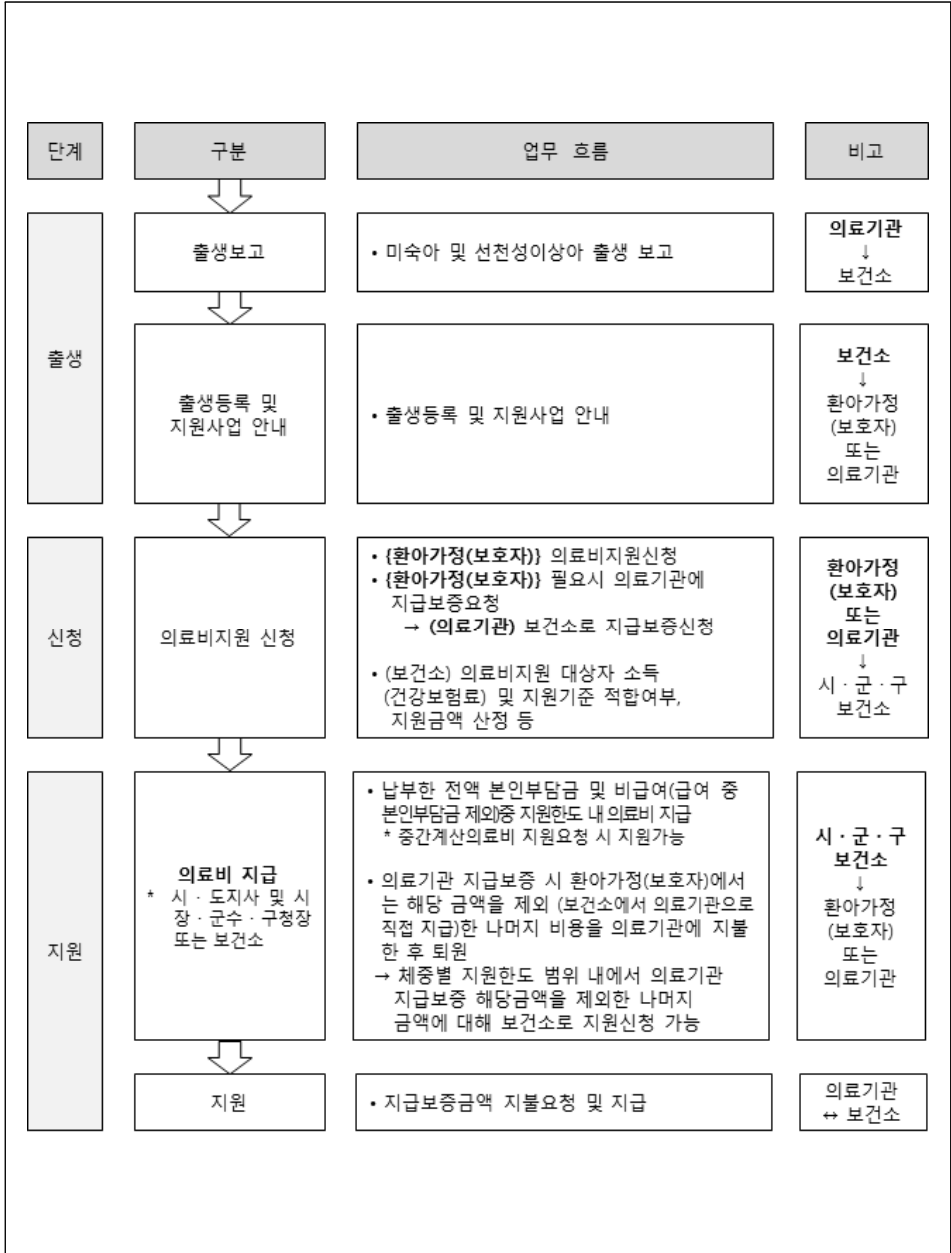 단계
구분
업무 흐름
비고
출생
출생보고
• 미숙아 및 선천성이상아 출생 보고
의료기관
↓
보건소
출생등록 및
지원사업 안내
• 출생등록 및 지원사업 안내
보건소
↓
환아가정
(보호자)
또는
의료기관
신청
의료비지원 신청
• {환아가정(보호자)} 의료비지원신청
• {환아가정(보호자)} 필요시 의료기관에
지급보증요청
→ (의료기관) 보건소로 지급보증신청
• (보건소) 의료비지원 대상자 소득
(건강보험료) 및 지원기준 적합여부,
지원금액 산정 등
환아가정
(보호자)
또는
의료기관
↓
시·군·구
보건소
지원
의료비 지급
* 시·도지사 및 시
장·군수·구청장
또는 보건소
• 납부한 전액 본인부담금 및 비급여(급여 중
본인부담금 제외)중 지원한도 내 의료비 지급
* 중간계산의료비 지원요청 시 지원가능
• 의료기관 지급보증 시 환아가정(보호자)에서
는 해당 금액을 제외 (보건소에서 의료기관으로
직접 지급)한 나머지 비용을 의료기관에 지불
한 후 퇴원
→ 체중별 지원한도 범위 내에서 의료기관
지급보증 해당금액을 제외한 나머지
금액에 대해 보건소로 지원신청 가능
시·군·구
보건소
↓
환아가정
(보호자)
또는
의료기관
지원
• 지급보증금액 지불요청 및 지급
의료기관
↔ 보건소